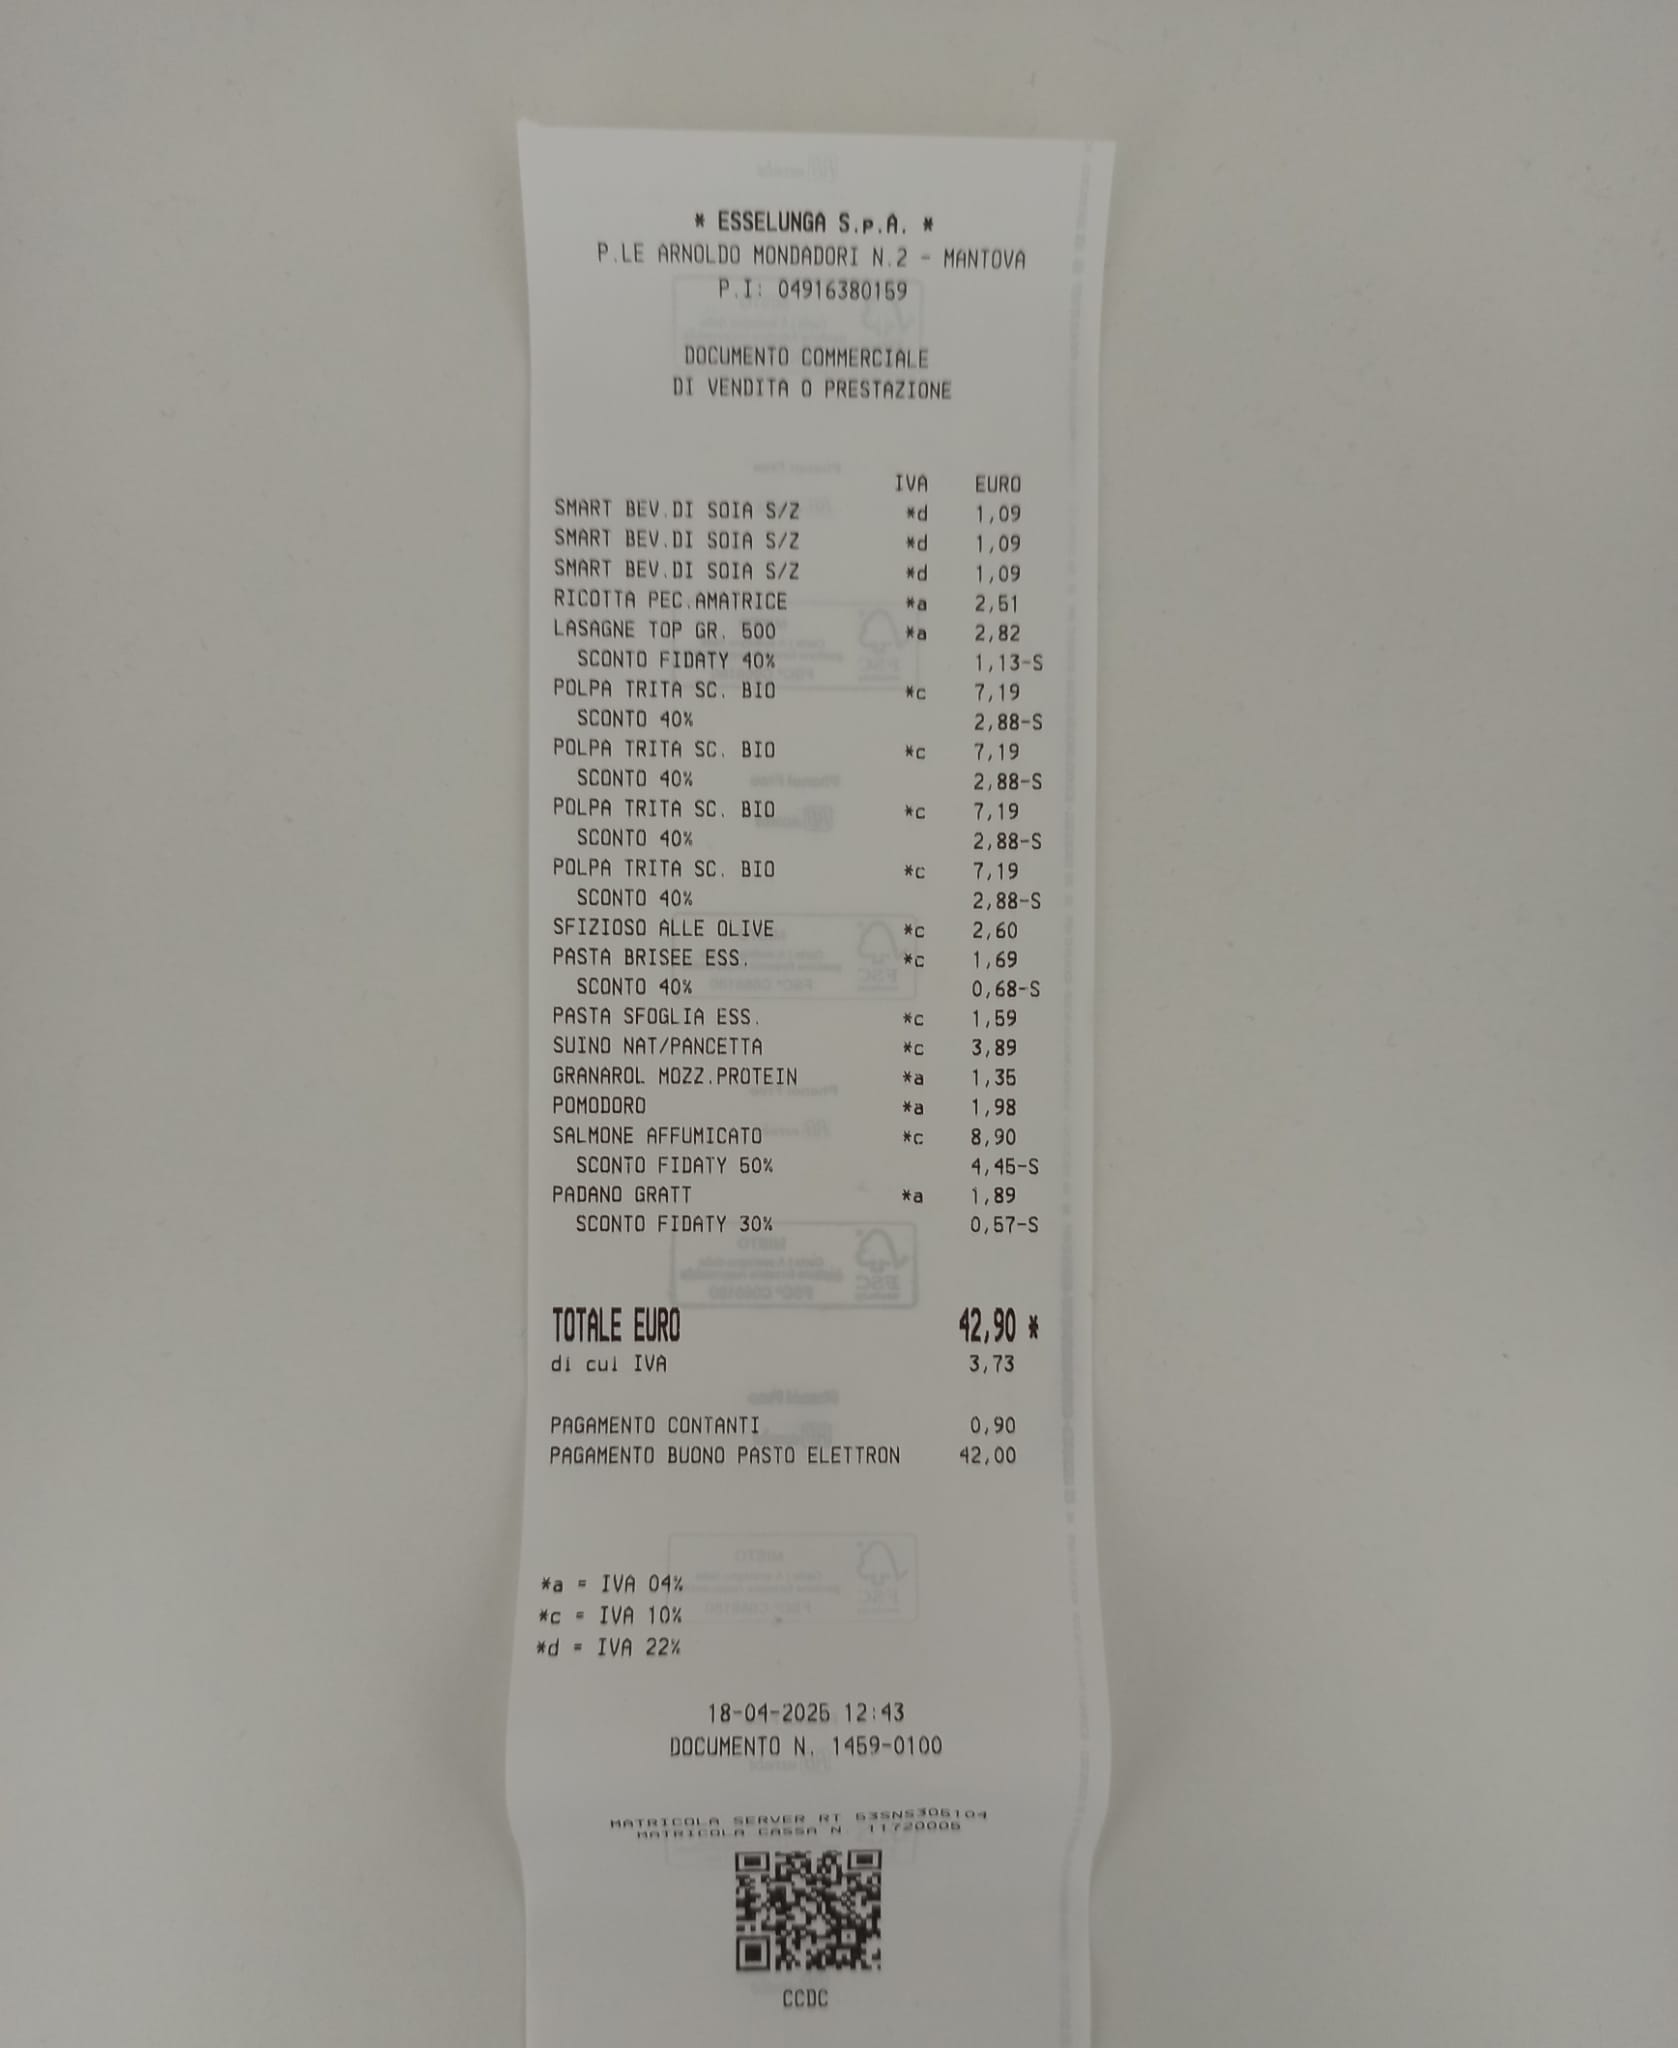 * ESSELUNGA S.p.A. *
P.LE ARNOLDO MONDADORI N.2 - MANTOVA
P.I: 04916380159
DOCUMENTO COMMERCIALE
DI VENDITA O PRESTAZIONE
IVA EURO
SMART BEV.DI SOIA S/Z *d 1,09
SMART BEV.DI SOIA S/Z *d 1,09
SMART BEV.DI SOIA S/Z *d 1,09
RICOTTA PEC.AMATRICE *a 2,51
LASAGNE TOP GR. 500 *a 2,82
SCONTO FIDATY 40% 1,13-S
POLPA TRITA SC. BIO *c 7,19
SCONTO 40% 2,88-S
POLPA TRITA SC. BIO *c 7,19
SCONTO 40% 2,88-S
POLPA TRITA SC. BIO *c 7,19
SCONTO 40% 2,88-S
POLPA TRITA SC. BIO *c 7,19
SCONTO 40% 2,88-S
SFIZIOSO ALLE OLIVE *c 2,60
PASTA BRISEE ESS. *c 1,69
SCONTO 40% 0,68-S
PASTA SFOGLIA ESS. *c 1,59
SUINO NAT/PANCETTA *c 3,89
GRANAROL MOZZ.PROTEIN *a 1,35
POMODORO *a 1,98
SALMONE AFFUMICATO *c 8,90
SCONTO FIDATY 50% 4,45-S
PADANO GRATT *a 1,89
SCONTO FIDATY 30% 0,57-S
TOTALE EURO 42,90 *
di cui IVA 3,73
PAGAMENTO CONTANTI 0,90
PAGAMENTO BUONO PASTO ELETTRON 42,00
*a = IVA 04%
*c = IVA 10%
*d = IVA 22%
18-04-2025 12:43
DOCUMENTO N. 1459-0100
MATRICOLA SERVER RT 53SNS306104
MATRICOLA CASSA N. 11720006
CCDC